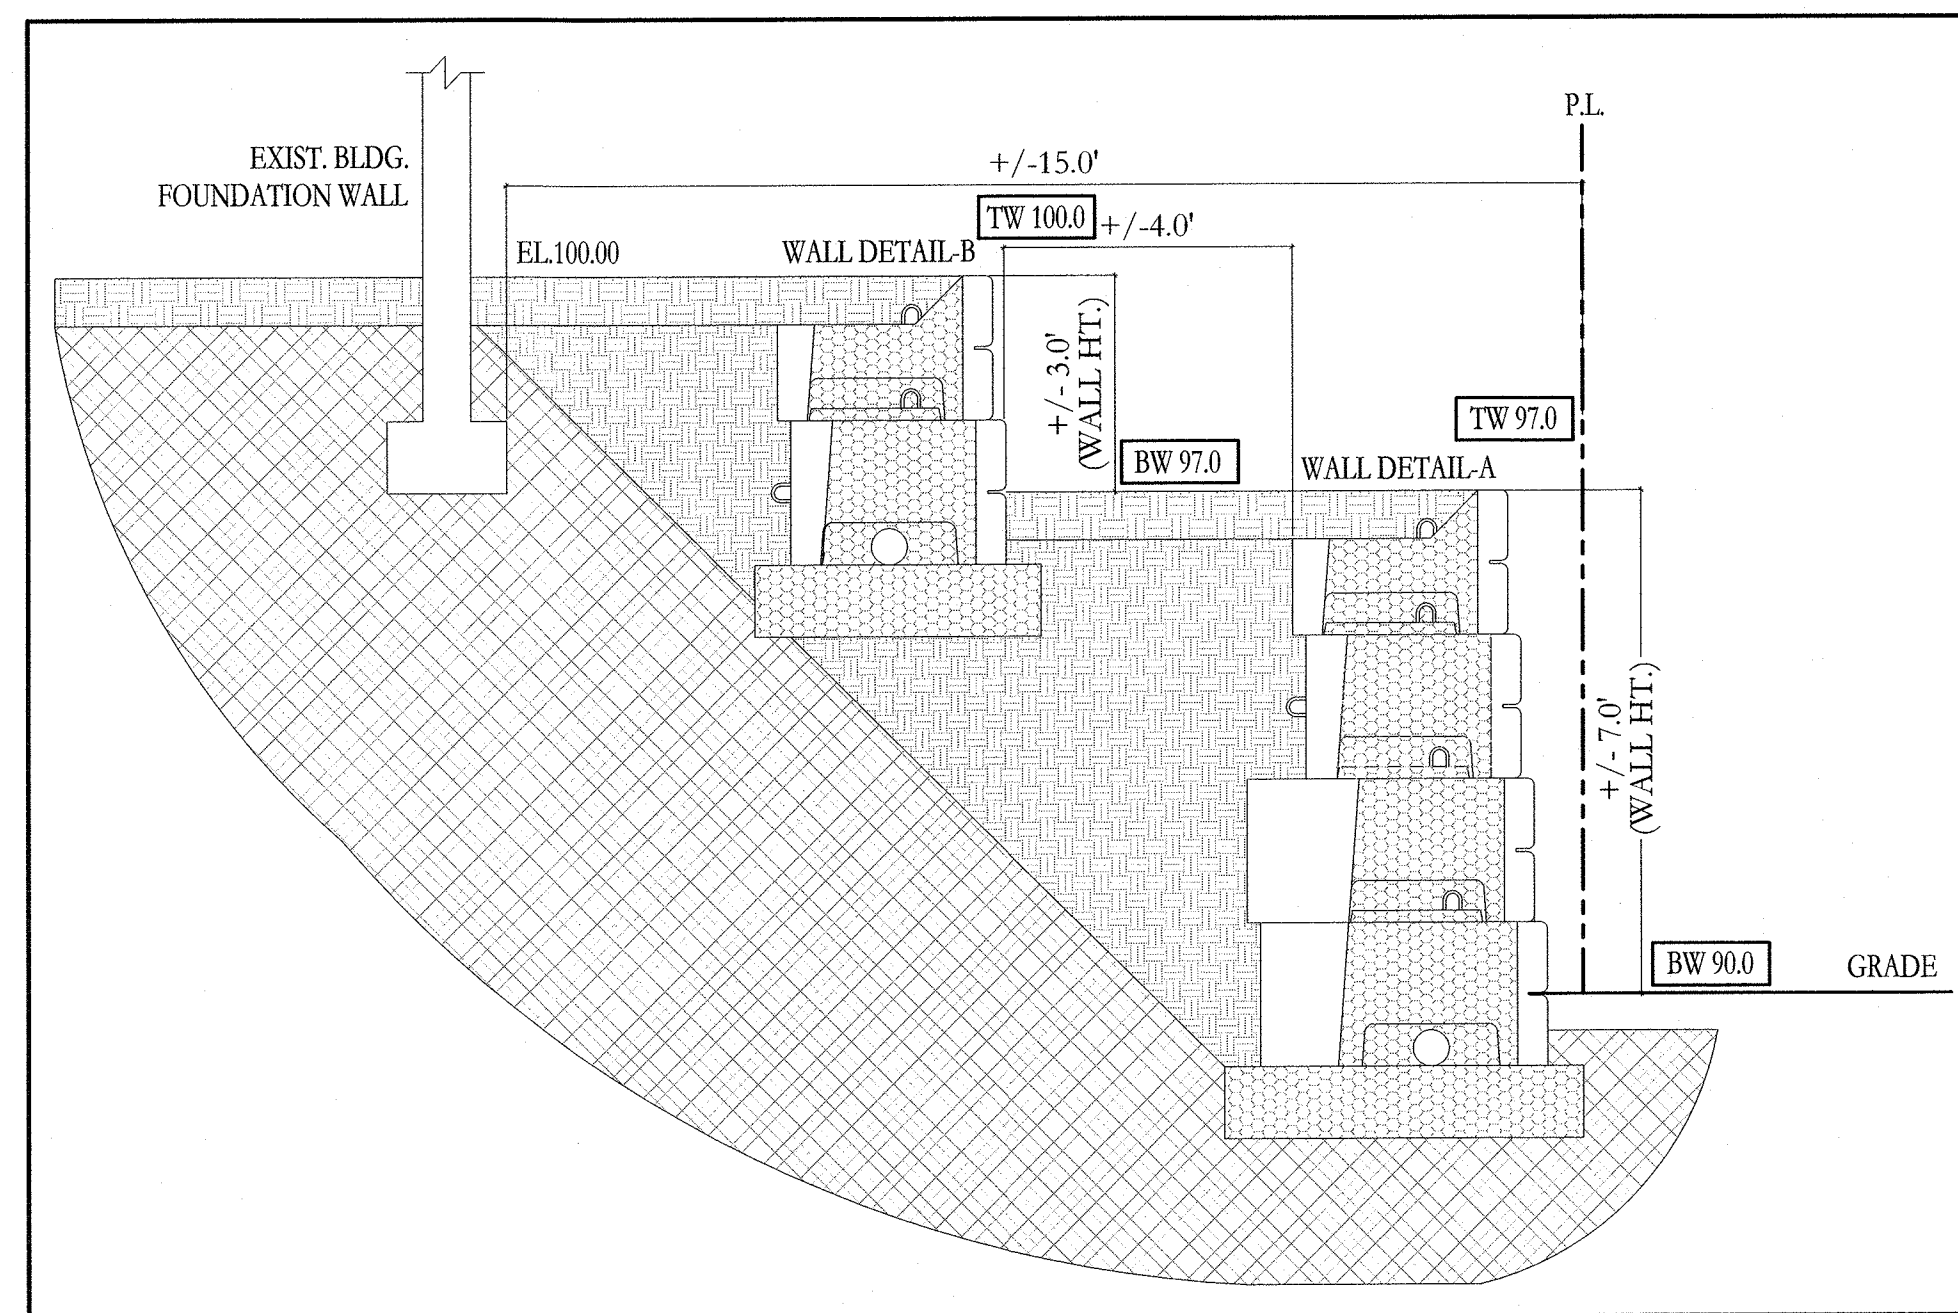 P.L.
EXIST. BLDG.
FOUNDATION WALL
+/-15.0'
TW 100.0
+/-4.0'
EL.100.00
WALL DETAIL-B
+/- 3.0'
(WALL HT.)
BW 97.0
TW 97.0
WALL DETAIL-A
+/- 7.0'
(WALL HT.)
BW 90.0
GRADE